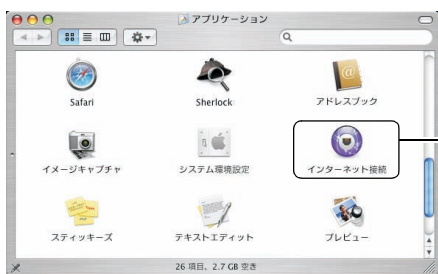 アプリケーション
Safari
Sherlock
アドレスブック
イメージキャプチャ
システム環境設定
インターネット接続
スティッキーズ
テキストエディット
プレビュー
26 項目、2.7 GB 空き